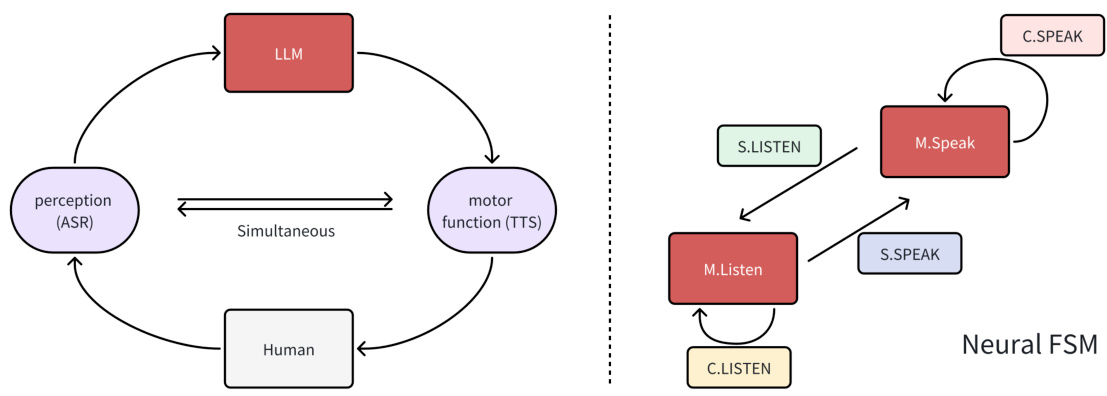 LLM
perception
(ASR)
motor
function (TTS)
Simultaneous
Human
C.SPEAK
M.Speak
S.LISTEN
S.SPEAK
M.Listen
C.LISTEN
Neural FSM